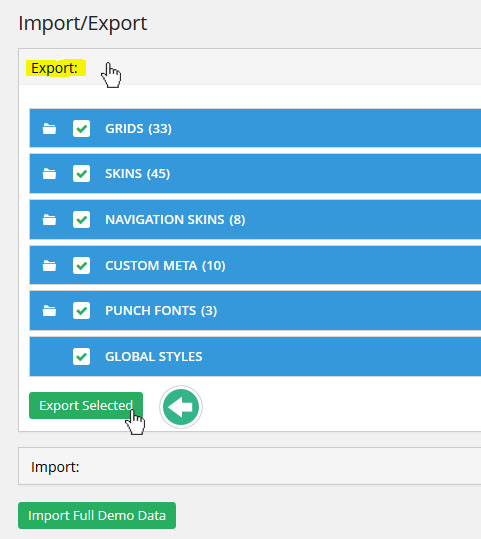 Import/Export
Export:
GRIDS (33)
SKINS (45)
NAVIGATION SKINS (8)
CUSTOM META (10)
PUNCH FONTS (3)
GLOBAL STYLES
Export Selected
Import:
Import Full Demo Data